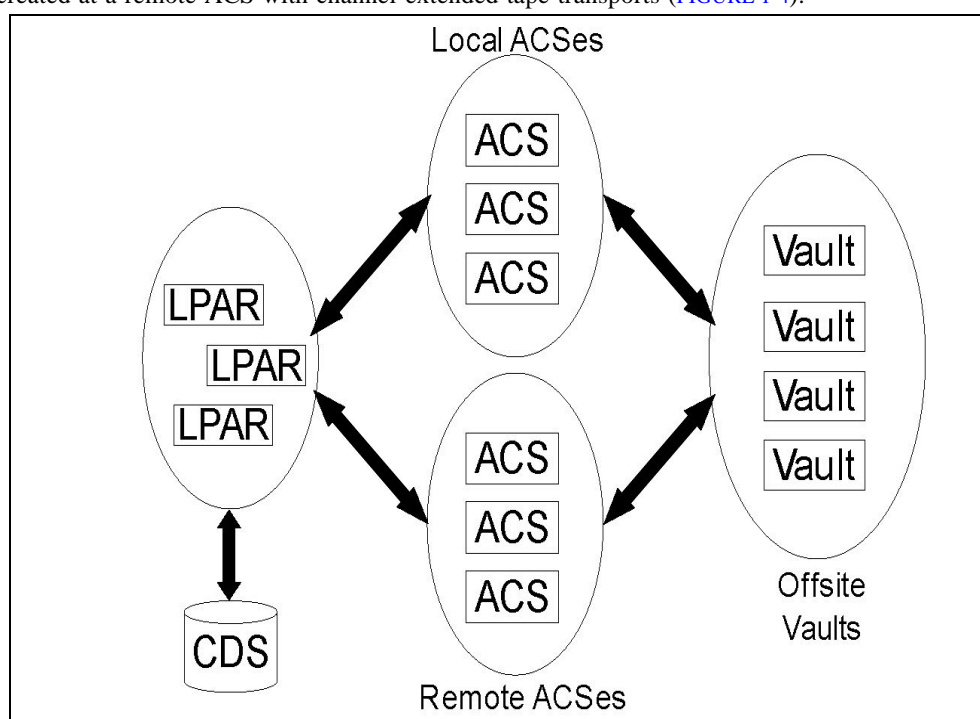 created at a remote ACS with channel-extended tape transports (FIGURE 1-4).
Local ACSes
ACS
ACS
ACS
LPAR
LPAR
LPAR
CDS
ACS
ACS
ACS
Remote ACSes
Vault
Vault
Vault
Vault
Offsite
Vaults